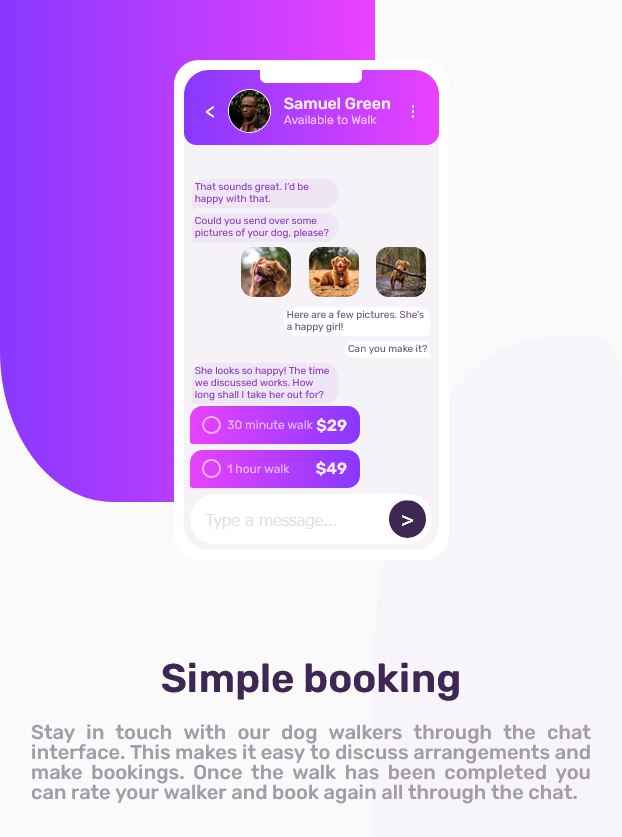 <
Samuel Green
Available to Walk
⋮
That sounds great. I'd be
happy with that.
Could you send over some
pictures of your dog, please?
Here are a few pictures. She's
a happy girl!
Can you make it?
She looks so happy! The time
we discussed works. How
long shall I take her out for?
30 minute walk $29
1 hour walk $49
Type a message... >
Simple booking
Stay in touch with our dog walkers through the chat
interface. This makes it easy to discuss arrangements and
make bookings. Once the walk has been completed you
can rate your walker and book again all through the chat.